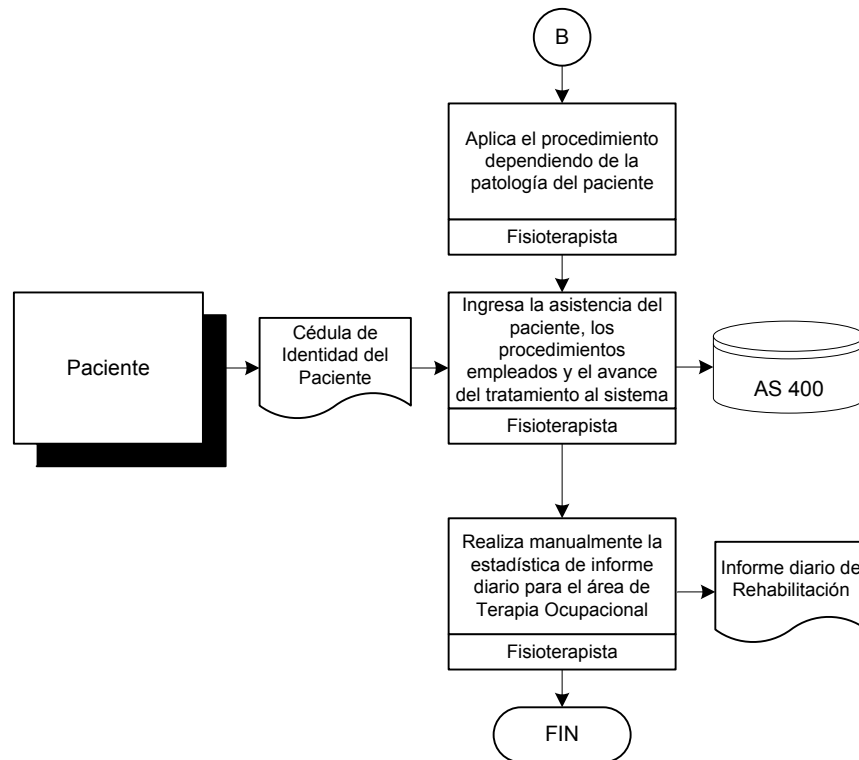 B
Aplica el procedimiento
dependiendo de la
patología del paciente
Fisioterapista
Paciente
Cédula de
Identidad del
Paciente
Ingresa la asistencia del
paciente, los
procedimientos
empleados y el avance
del tratamiento al sistema
Fisioterapista
AS 400
Realiza manualmente la
estadística de informe
diario para el área de
Terapia Ocupacional
Fisioterapista
Informe diario de
Rehabilitación
FIN